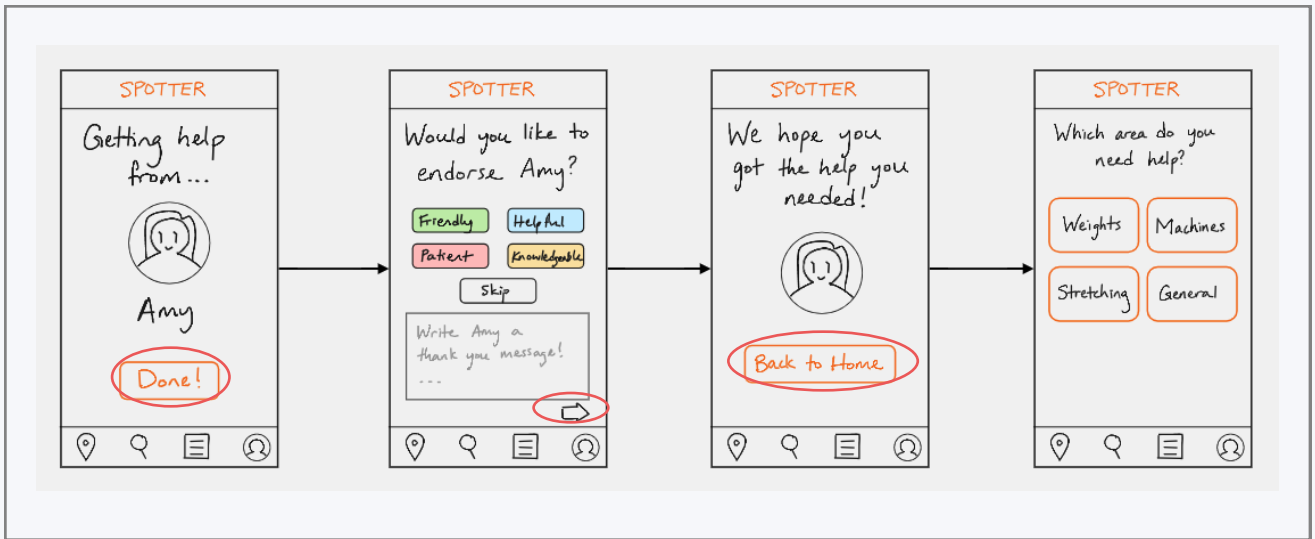 SPOTTER
Getting help
from...
Amy
Done!
SPOTTER
Would you like to
endorse Amy?
Friendly
Helpful
Patient
Knowledgeable
Skip
Write Amy a
thank you message!
...
SPOTTER
We hope you
got the help you
needed!
Back to Home
SPOTTER
Which area do you
need help?
Weights
Machines
Stretching
General